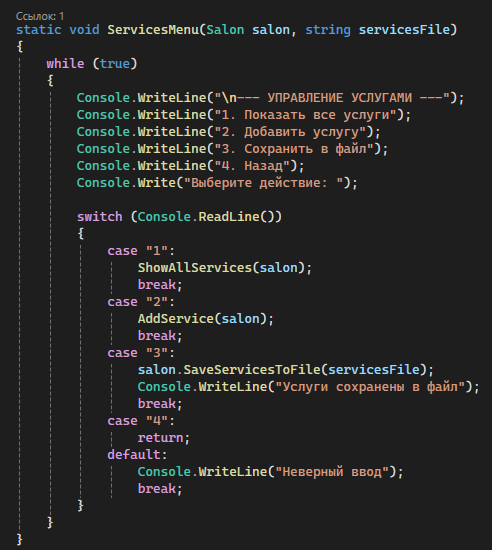 Ссылок: 1
static void ServicesMenu(Salon salon, string servicesFile)
{
    while (true)
    {
        Console.WriteLine("\n--- УПРАВЛЕНИЕ УСЛУГАМИ ---");
        Console.WriteLine("1. Показать все услуги");
        Console.WriteLine("2. Добавить услугу");
        Console.WriteLine("3. Сохранить в файл");
        Console.WriteLine("4. Назад");
        Console.Write("Выберите действие: ");

        switch (Console.ReadLine())
        {
            case "1":
                ShowAllServices(salon);
                break;
            case "2":
                AddService(salon);
                break;
            case "3":
                salon.SaveServicesToFile(servicesFile);
                Console.WriteLine("Услуги сохранены в файл");
                break;
            case "4":
                return;
            default:
                Console.WriteLine("Неверный ввод");
                break;
        }
    }
}